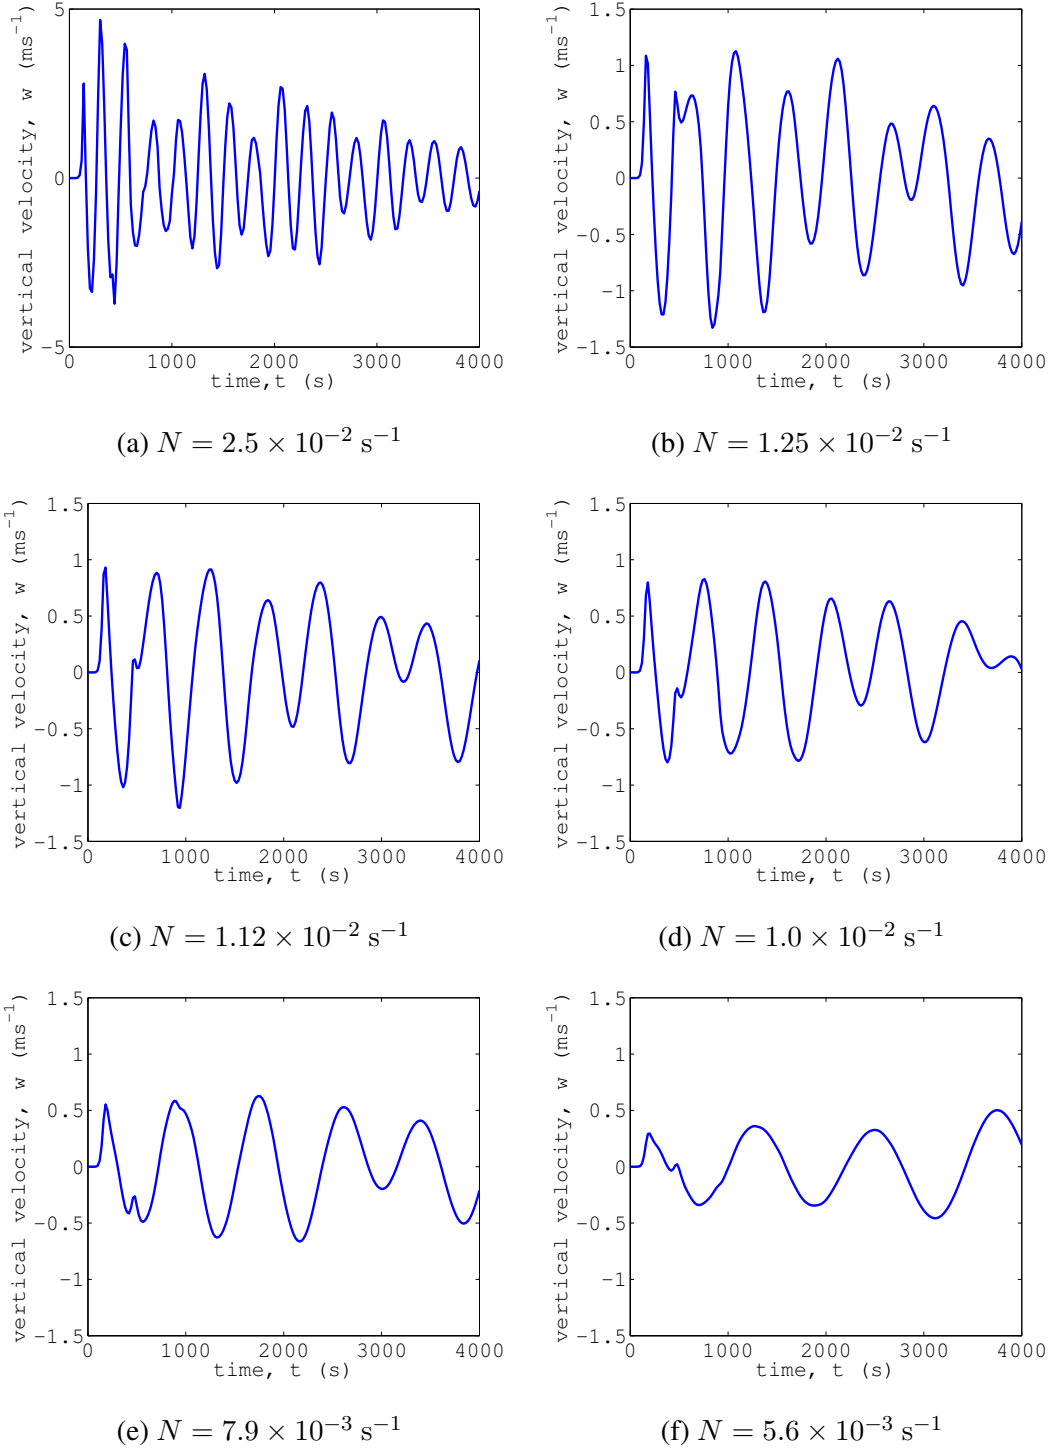 vertical velocity, w (ms⁻¹)
5
0
−5
0 1000 2000 3000 4000
time,t (s)
(a) N = 2.5 × 10⁻² s⁻¹
vertical velocity, w (ms⁻¹)
1.5
1
0.5
0
−0.5
−1
−1.5
0 1000 2000 3000 4000
time, t (s)
(b) N = 1.25 × 10⁻² s⁻¹
vertical velocity, w (ms⁻¹)
1.5
1
0.5
0
−0.5
−1
−1.5
0 1000 2000 3000 4000
time, t (s)
(c) N = 1.12 × 10⁻² s⁻¹
vertical velocity, w (ms⁻¹)
1.5
1
0.5
0
−0.5
−1
−1.5
0 1000 2000 3000 4000
time, t (s)
(d) N = 1.0 × 10⁻² s⁻¹
vertical velocity, w (ms⁻¹)
1.5
1
0.5
0
−0.5
−1
−1.5
0 1000 2000 3000 4000
time, t (s)
(e) N = 7.9 × 10⁻³ s⁻¹
vertical velocity, w (ms⁻¹)
1.5
1
0.5
0
−0.5
−1
−1.5
0 1000 2000 3000 4000
time, t (s)
(f) N = 5.6 × 10⁻³ s⁻¹